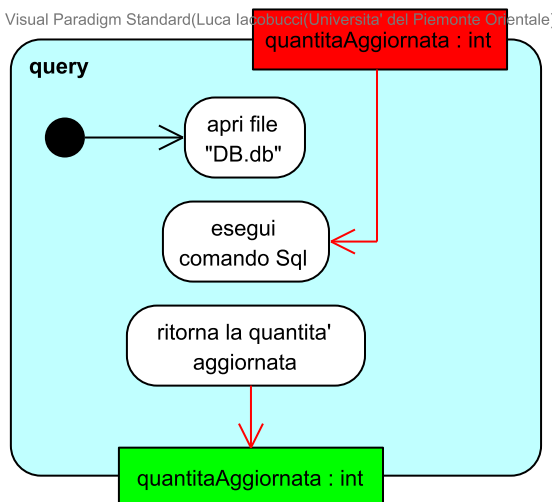 Visual Paradigm Standard(Luca Iacobucci(Universita' del Piemonte Orientale)
quantitaAggiornata : int
query
apri file
"DB.db"
esegui
comando Sql
ritorna la quantita'
aggiornata
quantitaAggiornata : int